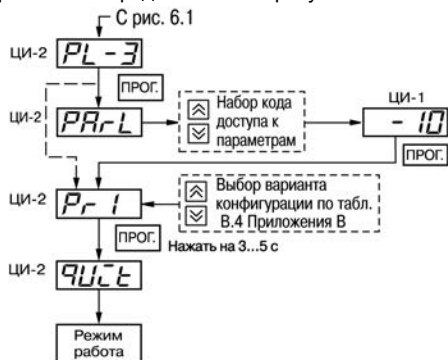 С рис. 6.1
ЦИ-2 PL-3
ПРОГ.
ЦИ-2 PArL
Набор кода
доступа к
параметрам
ЦИ-1
- 10
ПРОГ.
ЦИ-2 Pr 1
Выбор варианта
конфигурации по табл.
В.4 Приложения В
ПРОГ.
Нажать на 3...5 с
ЦИ-2
Режим
работа